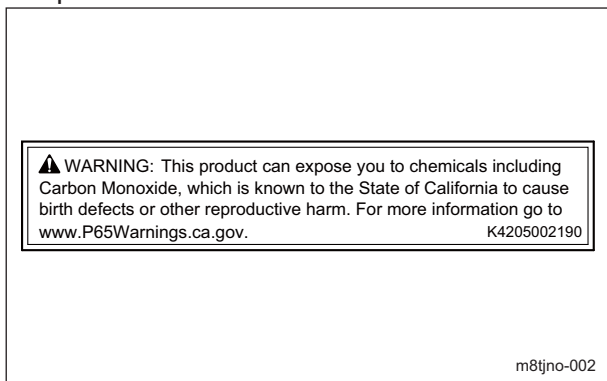 WARNING: This product can expose you to chemicals including
Carbon Monoxide, which is known to the State of California to cause
birth defects or other reproductive harm. For more information go to
www.P65Warnings.ca.gov. K4205002190
m8tjno-002